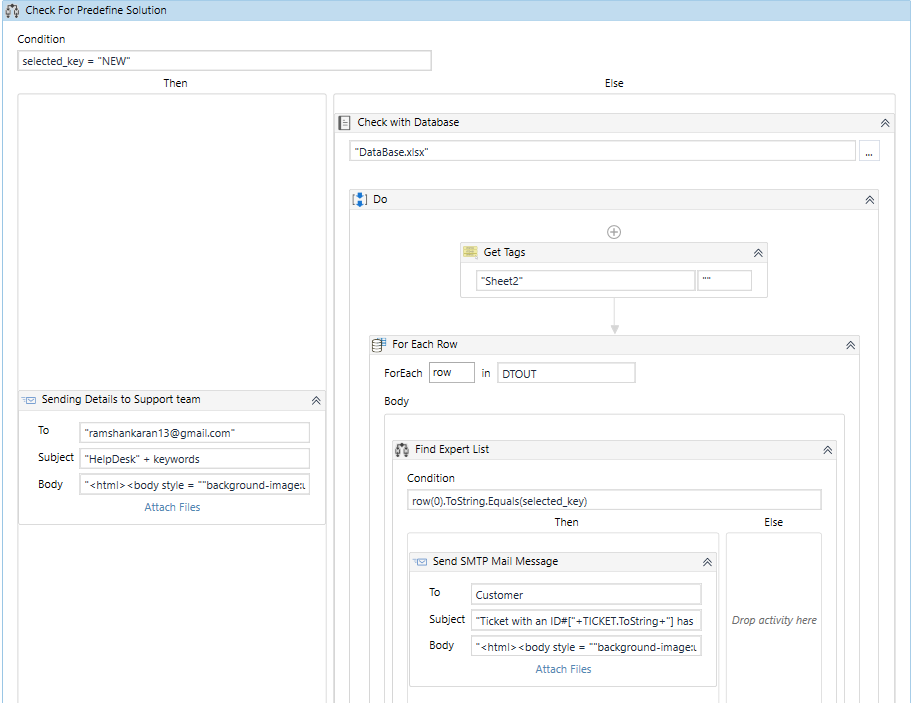 Check For Predefine Solution
Condition
selected_key = "NEW"
Then
Else
Sending Details to Support team
To
"ramshankaran13@gmail.com"
Subject
"HelpDesk" + keywords
Body
"<html><body style = ""background-image:u
Attach Files
Check with Database
"DataBase.xlsx"
...
Do
Get Tags
"Sheet2"
""
For Each Row
ForEach row in DTOUT
Body
Find Expert List
Condition
row(0).ToString.Equals(selected_key)
Then
Else
Send SMTP Mail Message
To
Customer
Subject
"Ticket with an ID#["+TICKET.ToString+"] has
Body
"<html><body style = ""background-image:u
Attach Files
Drop activity here